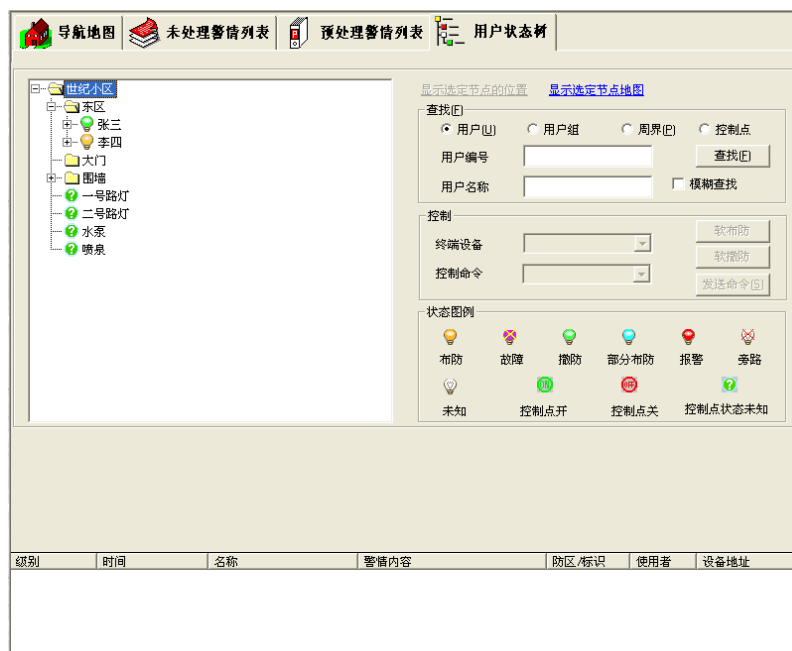 导航地图 未处理警情列表 预处理警情列表 用户状态树
世纪小区
东区
张三
李四
大门
围墙
一号路灯
二号路灯
水泵
喷泉
显示选定节点的位置 显示选定节点地图
查找(F)
用户(U) 用户组 周界(P) 控制点
用户编号 查找(F)
用户名称 模糊查找
控制
终端设备 软布防
软撤防
控制命令 发送命令(S)
状态图例
布防 故障 撤防 部分布防 报警 旁路
ON OFF
未知 控制点开 控制点关 控制点状态未知
级别 时间 名称 警情内容 防区/标识 使用者 设备地址